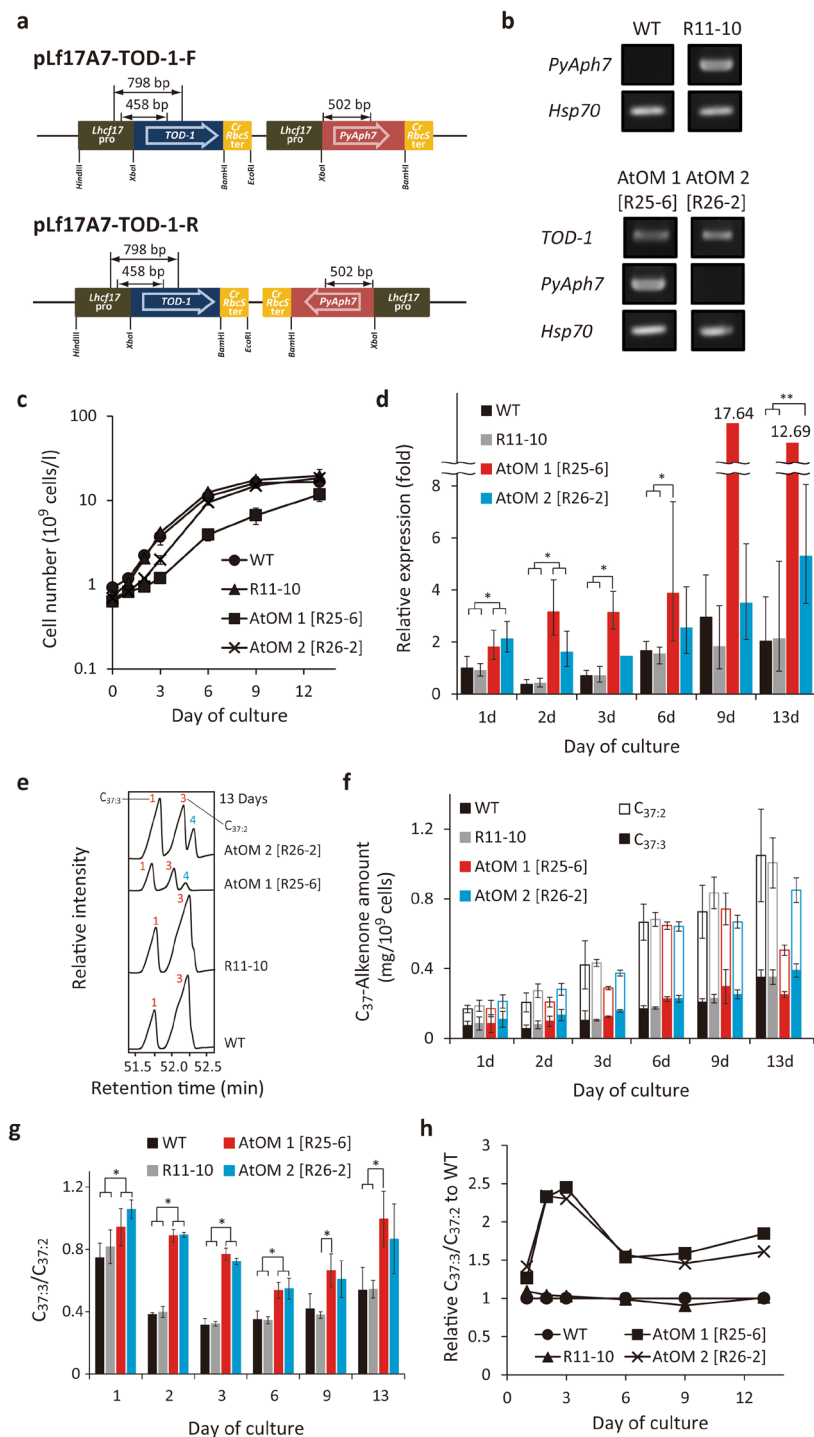 a
pLf17A7-TOD-1-F
798 bp
458 bp
502 bp
Lhcf17 pro
TOD-1
Cr RbcS ter
Lhcf17 pro
PyAph7
Cr RbcS ter
HindIII
XbaI
BamHI
EcoRI
XbaI
BamHI
pLf17A7-TOD-1-R
798 bp
458 bp
502 bp
Lhcf17 pro
TOD-1
Cr RbcS ter
Cr RbcS ter
PyAph7
Lhcf17 pro
HindIII
XbaI
BamHI
EcoRI
BamHI
XbaI
b
WT R11-10
PyAph7
Hsp70
AtOM 1 AtOM 2
[R25-6] [R26-2]
TOD-1
PyAph7
Hsp70
c
Cell number (10⁹ cells/l)
100
10
1
0.1
WT
R11-10
AtOM 1 [R25-6]
AtOM 2 [R26-2]
0 3 6 9 12
Day of culture
d
Relative expression (fold)
8
6
4
2
0
WT
R11-10
AtOM 1 [R25-6]
AtOM 2 [R26-2]
17.64
12.69
*
*
*
*
**
1d 2d 3d 6d 9d 13d
Day of culture
e
Relative intensity
C37:3
1
3
13 Days
C37:2
4
AtOM 2 [R26-2]
1
3
4
AtOM 1 [R25-6]
3
1
R11-10
3
1
WT
51.5 52.0 52.5
Retention time (min)
f
C37-Alkenone amount
(mg/10⁹ cells)
1.2
0.8
0.4
0
WT
R11-10
AtOM 1 [R25-6]
AtOM 2 [R26-2]
C37:2
C37:3
1d 2d 3d 6d 9d 13d
Day of culture
g
C37:3/C37:2
1.2
0.8
0.4
0
WT
R11-10
AtOM 1 [R25-6]
AtOM 2 [R26-2]
*
*
*
*
*
*
1 2 3 6 9 13
Day of culture
h
Relative C37:3/C37:2 to WT
3
2.5
2
1.5
1
0.5
0
WT
R11-10
AtOM 1 [R25-6]
AtOM 2 [R26-2]
0 3 6 9 12
Day of culture